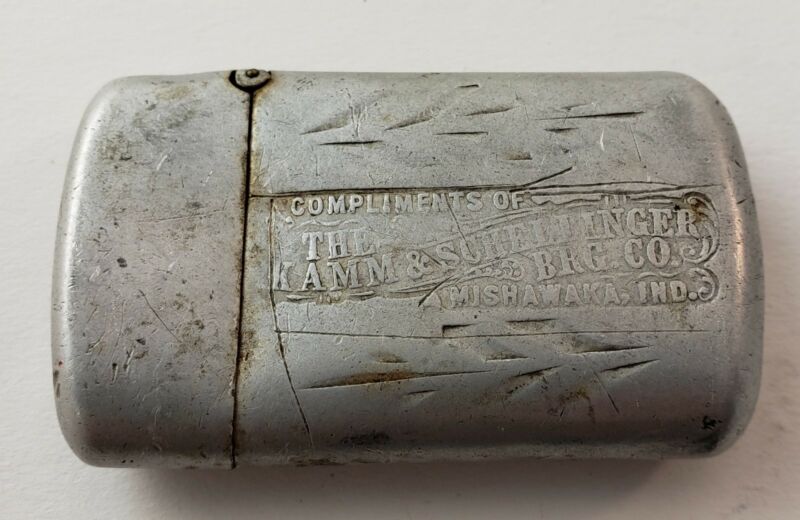 COMPLIMENTS OF
THE
KAMM & SCHELLINGER
BRG. CO.
MISHAWAKA, IND.